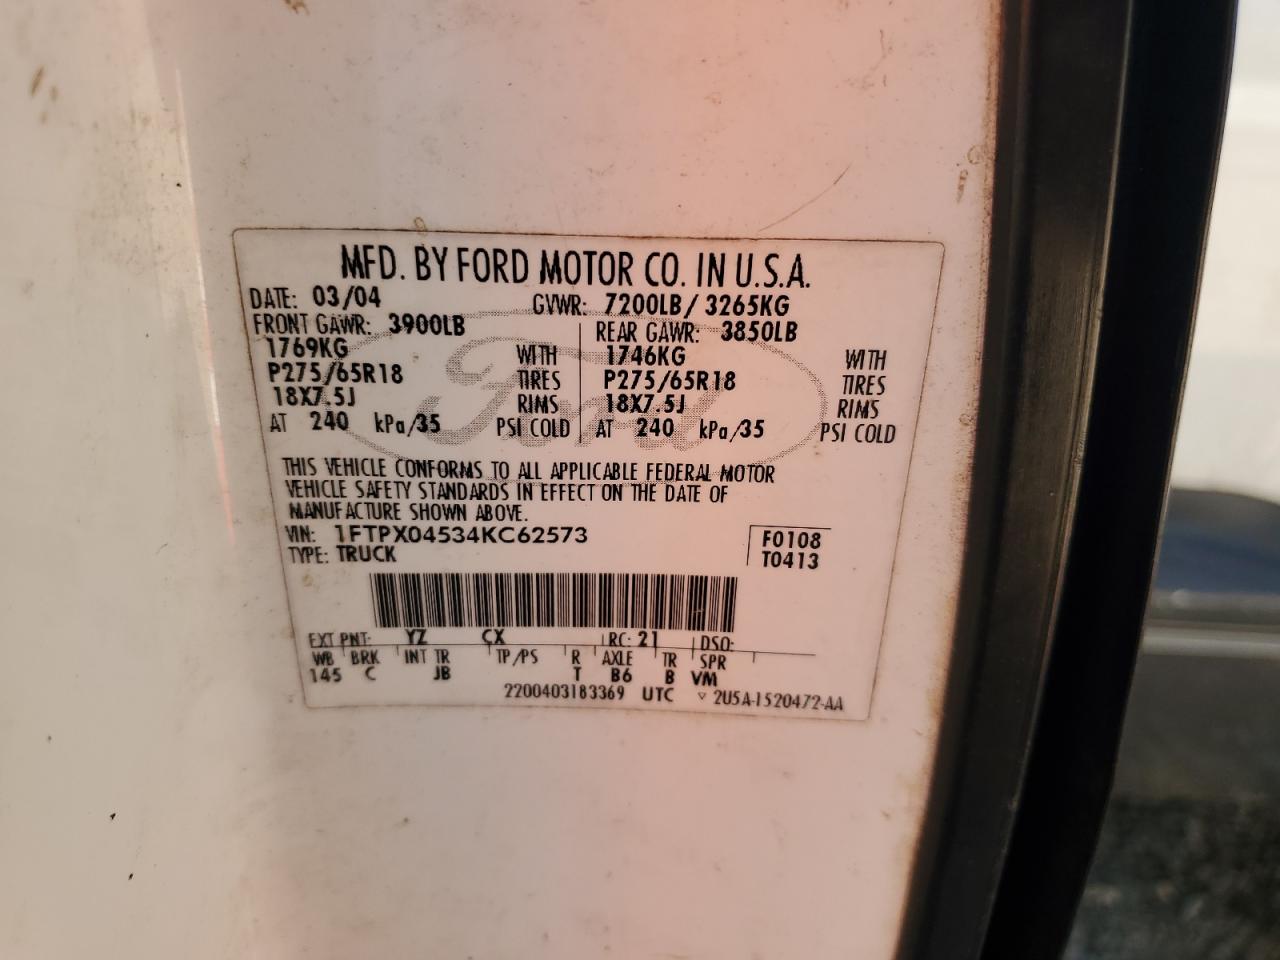 MFD. BY FORD MOTOR CO. IN U.S.A.
DATE: 03/04 GVWR: 7200LB/ 3265KG
FRONT GAWR: 3900LB REAR GAWR: 3850LB
1769KG WITH 1746KG WITH
P275/65R18 TIRES P275/65R18 TIRES
18X7.5J RIMS 18X7.5J RIMS
AT 240 kPa/35 PSI COLD AT 240 kPa/35 PSI COLD
Ford
THIS VEHICLE CONFORMS TO ALL APPLICABLE FEDERAL MOTOR
VEHICLE SAFETY STANDARDS IN EFFECT ON THE DATE OF
MANUFACTURE SHOWN ABOVE.
VIN: 1FTPX04534KC62573 F0108
TYPE: TRUCK T0413
EXT PNT: YZ CX RC: 21 DSO:
WB BRK INT TR TP/PS R AXLE TR SPR
145 C JB T B6 B VM
2200403183369 UTC ▽ 2U5A-1520472-AA